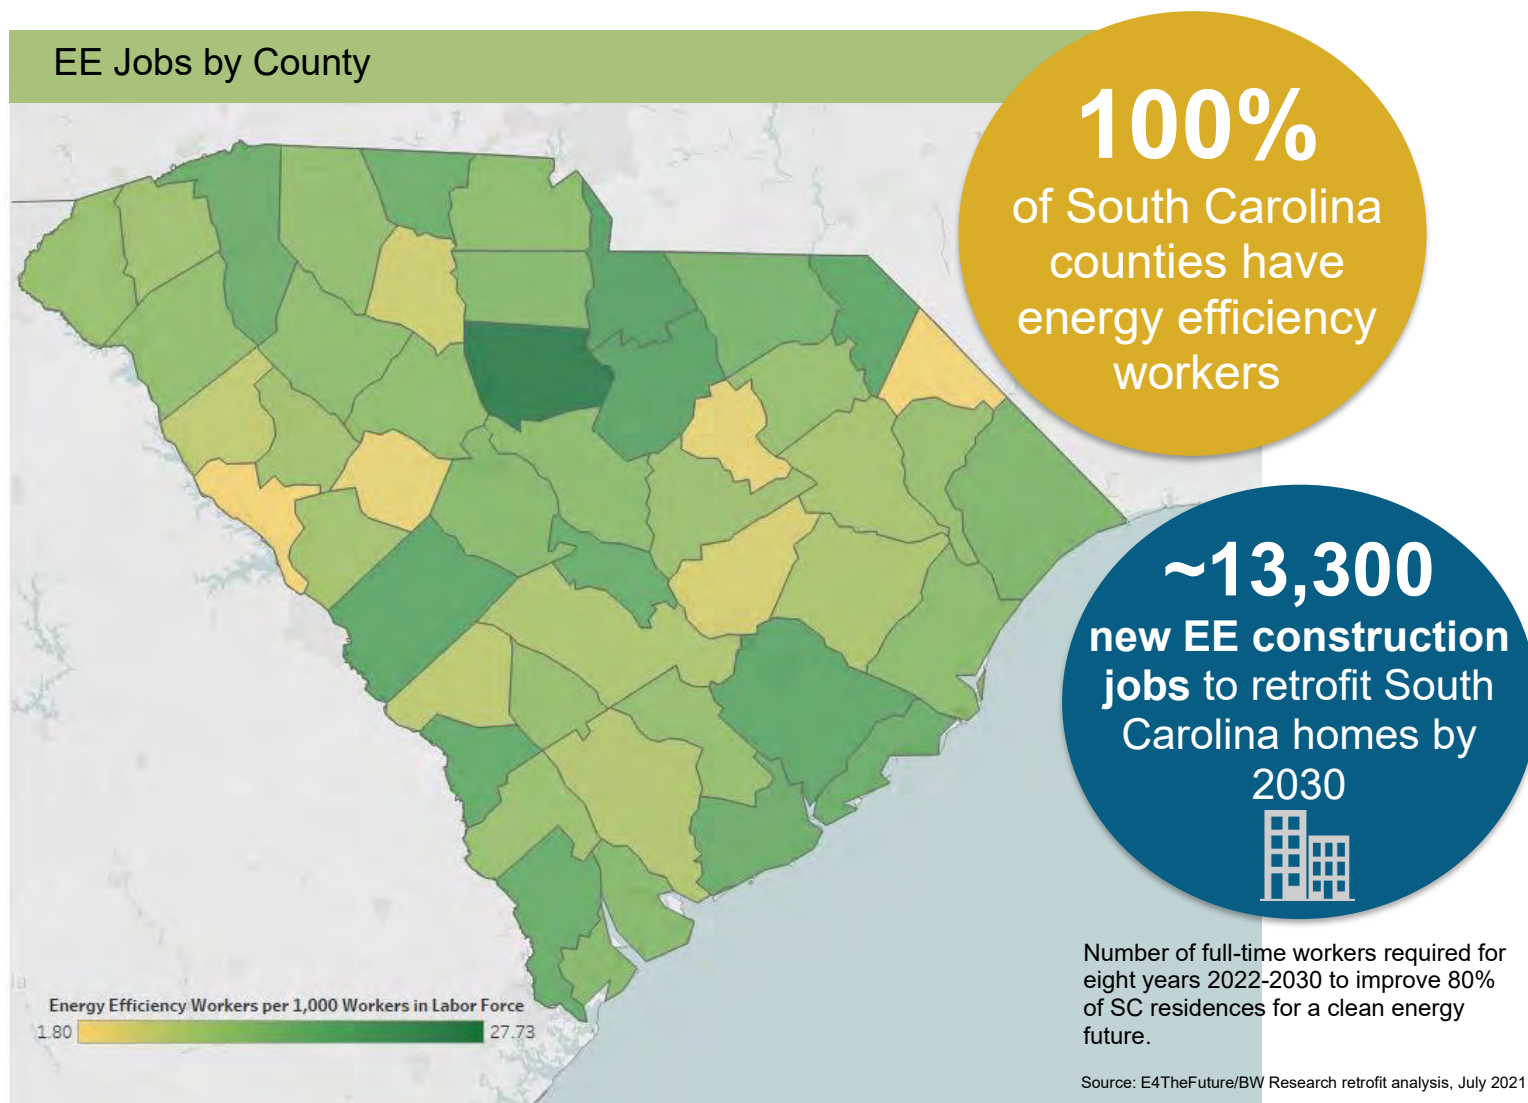 EE Jobs by County
100%
of South Carolina
counties have
energy efficiency
workers
~13,300
new EE construction
jobs to retrofit South
Carolina homes by
2030
Number of full-time workers required for
eight years 2022-2030 to improve 80%
of SC residences for a clean energy
future.
Energy Efficiency Workers per 1,000 Workers in Labor Force
1.80
27.73
Source: E4TheFuture/BW Research retrofit analysis, July 2021